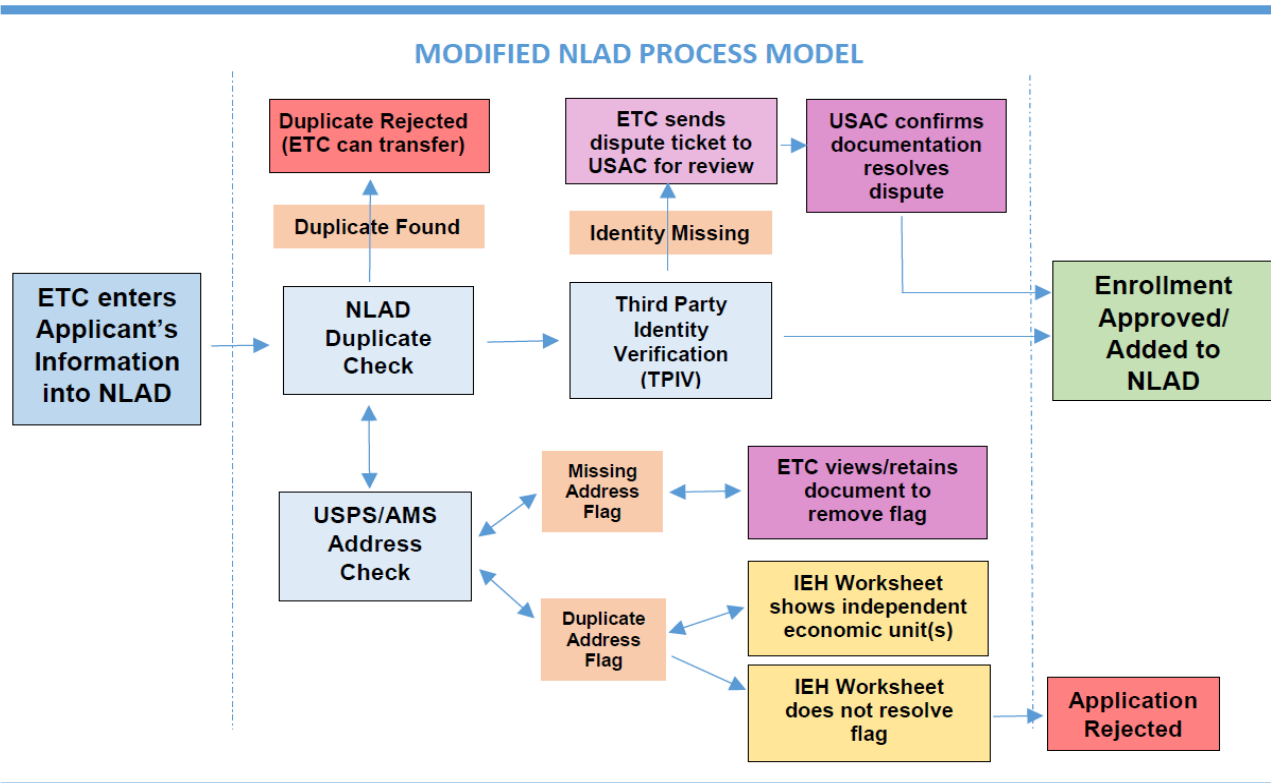 MODIFIED NLAD PROCESS MODEL
Duplicate Rejected
(ETC can transfer)
ETC sends
dispute ticket to
USAC for review
USAC confirms
documentation
resolves
dispute
Duplicate Found
Identity Missing
ETC enters
Applicant’s
Information
into NLAD
NLAD
Duplicate
Check
Third Party
Identity
Verification
(TPIV)
Enrollment
Approved/
Added to
NLAD
USPS/AMS
Address
Check
Missing
Address
Flag
ETC views/retains
document to
remove flag
Duplicate
Address
Flag
IEH Worksheet
shows independent
economic unit(s)
IEH Worksheet
does not resolve
flag
Application
Rejected